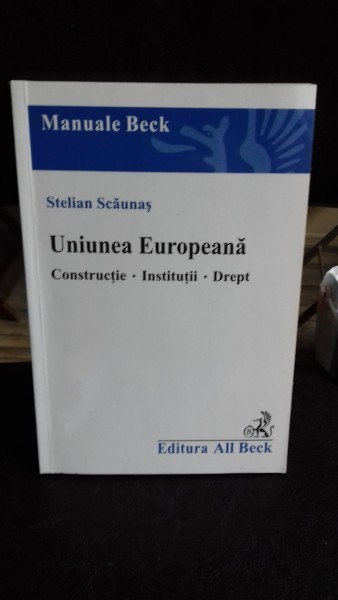 Manuale Beck
Stelian Scăunaș
Uniunea Europeană
Construcție · Instituții · Drept
B
Editura All Beck